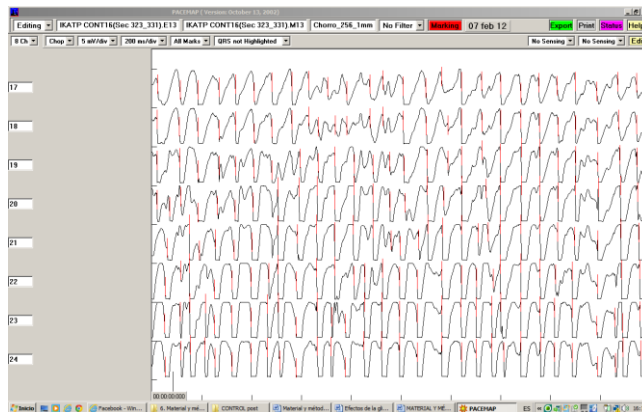 PACEMAP ( Version October 13, 2002)
Editing IKATP CONT16(Sec 323_331).E13 IKATP CONT16(Sec 323_331).M13 Chorro_256_1mm No Filter Marking 07 feb 12 Export Print Status Help
8 Ch Chop 5 mV/div 200 ms/div All Marks QRS not Highlighted No Sensing No Sensing Edi
17
18
19
20
21
22
23
24
00:00:00:000
Inicio Facebook - Win... 6. Material y mé... CONTROL post Material y métod... Efectos de la gli... MATERIAL Y MÉ... PACEMAP ES